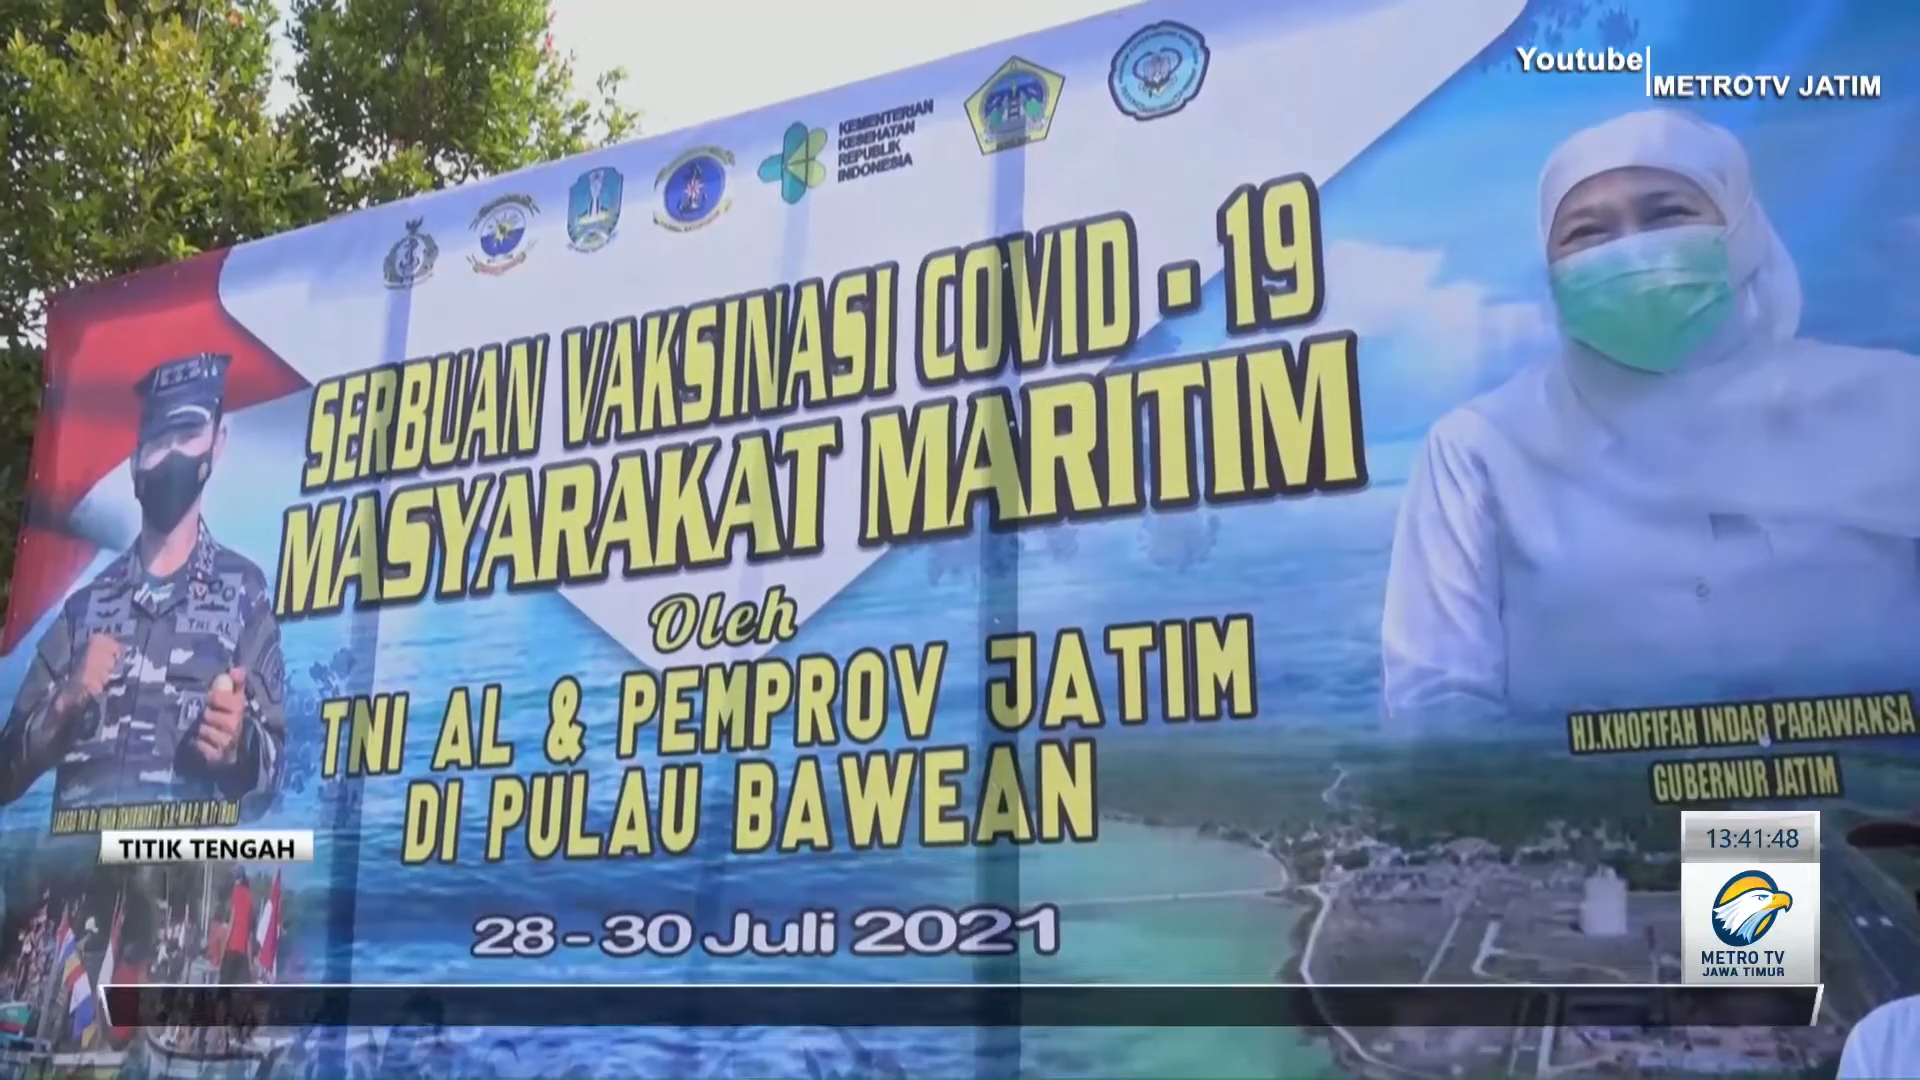 Youtube
METROTV JATIM
KEMENTERIAN
KESEHATAN
REPUBLIK
INDONESIA
SERBUAN VAKSINASI COVID - 19
MASYARAKAT MARITIM
Oleh
TNI AL & PEMPROV JATIM
DI PULAU BAWEAN
28-30 Juli 2021
TNI AL
HJ.KHOFIFAH INDAR PARAWANSA
GUBERNUR JATIM
TITIK TENGAH
13:41:48
METRO TV
JAWA TIMUR